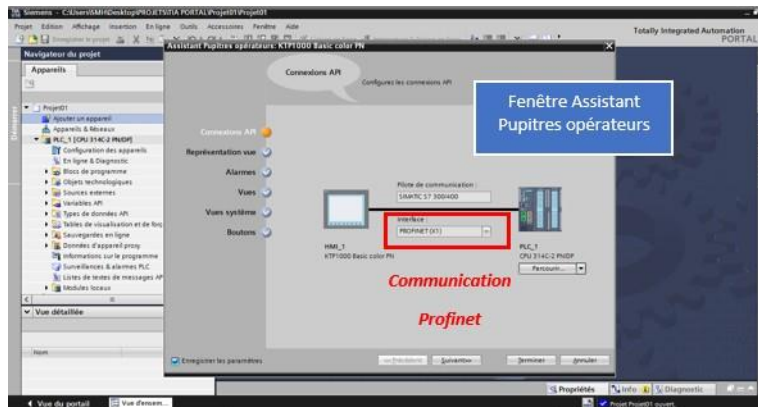 Siemens - C:\Users\SMH\Desktop\PROJETS\TIA PORTAL\Projet01\Projet01
Projet Edition Affichage Insertion En ligne Outils Accessoires Fenêtre Aide
Totally Integrated Automation
PORTAL
Navigateur du projet
Appareils
Projet01
Ajouter un appareil
Appareils & Réseaux
PLC_1 [CPU 314C-2 PN/DP]
Configuration des appareils
En ligne & Diagnostic
Blocs de programme
Objets technologiques
Sources externes
Variables API
Types de données API
Tables de visualisation et de forç
Sauvegardes en ligne
Données d'appareil proxy
Informations sur le programme
Surveillances & alarmes PLC
Listes de textes de messages AP
Modules locaux
Vue détaillée
Nom
Vue du portail
Vue d'ensem...
Assistant Pupitres opérateurs: KTP1000 Basic color PN
Connexions API
Configurez les connexions API
Connexions API
Représentation vue
Alarmes
Vues
Vues système
Boutons
Pilote de communication :
SIMATIC S7 300/400
Interface :
PROFINET (X1)
HMI_1
KTP1000 Basic color PN
PLC_1
CPU 314C-2 PN/DP
Parcourir...
Communication
Profinet
Enregistrer les paramètres
<<Précédent
Suivant>>
Terminer
Annuler
Fenêtre Assistant
Pupitres opérateurs
Propriétés
Info
Diagnostic
Projet Projet01 ouvert.